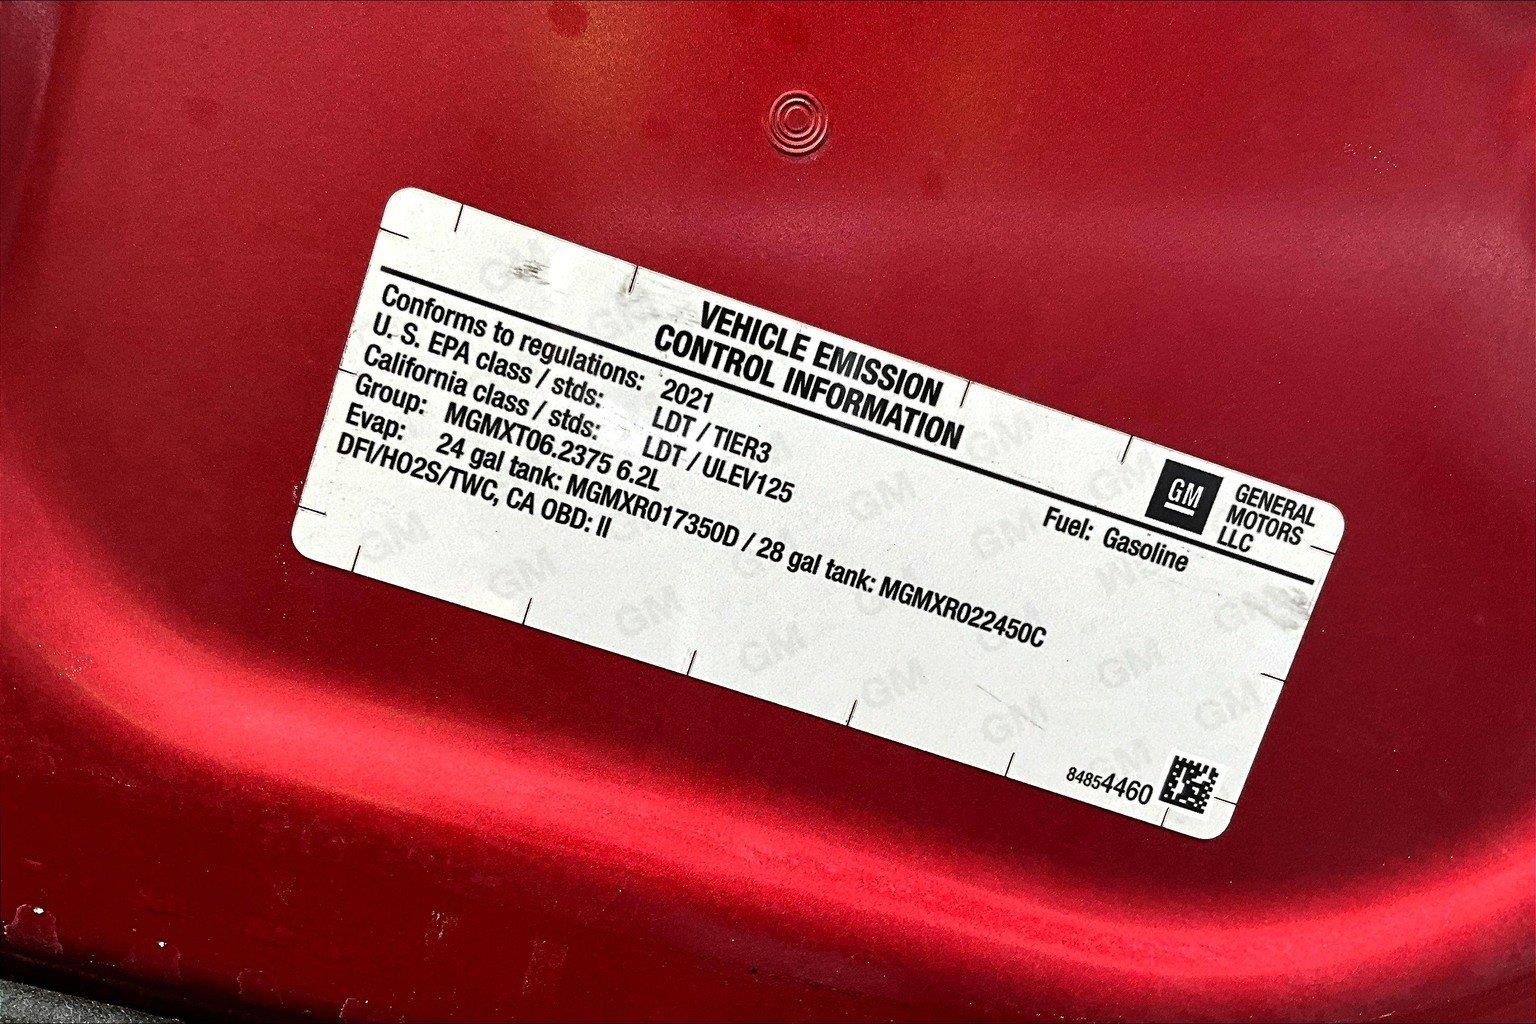 VEHICLE EMISSION
CONTROL INFORMATION
GM GENERAL
MOTORS
LLC
Conforms to regulations: 2021 Fuel: Gasoline
U. S. EPA class / stds: LDT / TIER3
California class / stds: LDT / ULEV125
Group: MGMXT06.2375 6.2L
Evap: 24 gal tank: MGMXR017350D / 28 gal tank: MGMXR022450C
DFI/HO2S/TWC, CA OBD: II
84854460